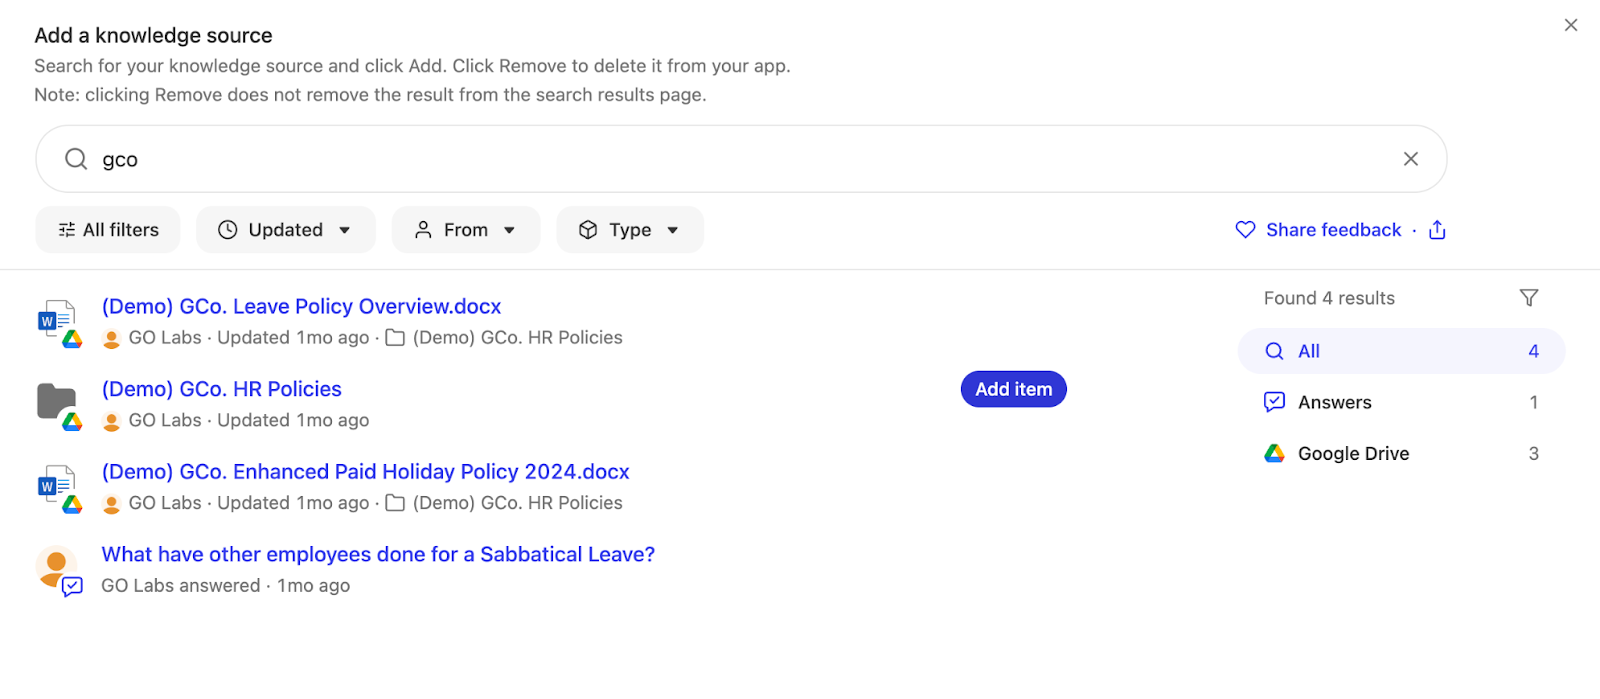 Add a knowledge source
Search for your knowledge source and click Add. Click Remove to delete it from your app.
Note: clicking Remove does not remove the result from the search results page.
gco
All filters
Updated
From
Type
Share feedback ·
(Demo) GCo. Leave Policy Overview.docx
GO Labs · Updated 1mo ago · (Demo) GCo. HR Policies
(Demo) GCo. HR Policies
GO Labs · Updated 1mo ago
Add item
(Demo) GCo. Enhanced Paid Holiday Policy 2024.docx
GO Labs · Updated 1mo ago · (Demo) GCo. HR Policies
What have other employees done for a Sabbatical Leave?
GO Labs answered · 1mo ago
Found 4 results
All 4
Answers 1
Google Drive 3
W
W